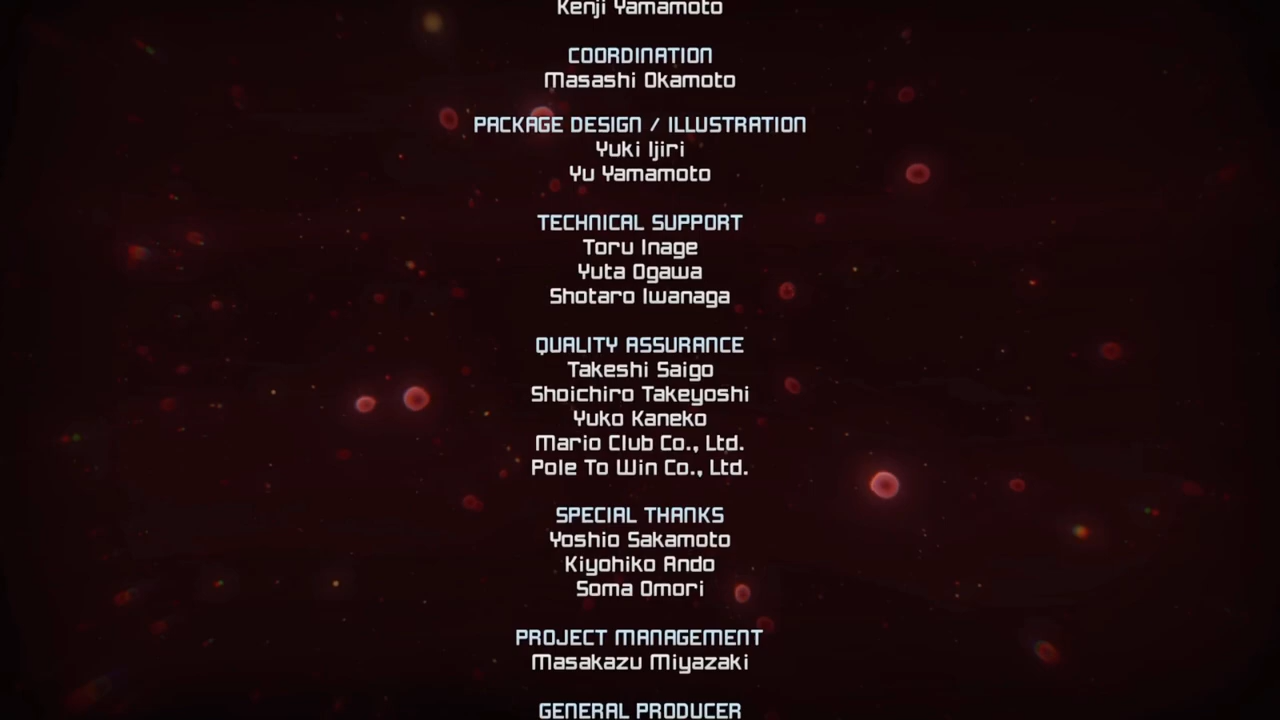 Kenji Yamamoto
COORDINATION
Masashi Okamoto
PACKAGE DESIGN / ILLUSTRATION
Yuki Ijiri
Yu Yamamoto
TECHNICAL SUPPORT
Toru Inage
Yuta Ogawa
Shotaro Iwanaga
QUALITY ASSURANCE
Takeshi Saigo
Shoichiro Takeyoshi
Yuko Kaneko
Mario Club Co., Ltd.
Pole To Win Co., Ltd.
SPECIAL THANKS
Yoshio Sakamoto
Kiyohiko Ando
Soma Omori
PROJECT MANAGEMENT
Masakazu Miyazaki
GENERAL PRODUCER